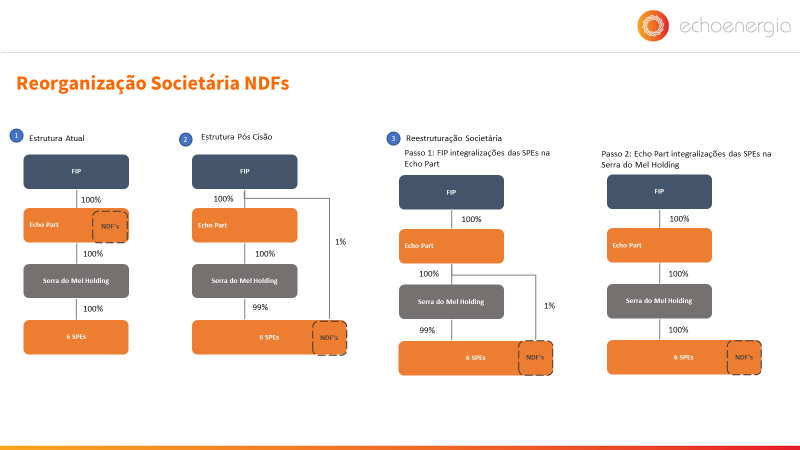 echoenergia
Reorganização Societária NDFs
1 Estrutura Atual
FIP
100%
Echo Part
NDF's
100%
Serra do Mel Holding
100%
6 SPEs
2 Estrutura Pós Cisão
FIP
100%
Echo Part
1%
100%
Serra do Mel Holding
99%
6 SPEs
NDF's
3 Reestruturação Societária
Passo 1: FIP integralizações das SPEs na
Echo Part
FIP
100%
Echo Part
100%
Serra do Mel Holding
1%
99%
6 SPEs
NDF's
Passo 2: Echo Part integralizações das SPEs na
Serra do Mel Holding
FIP
100%
Echo Part
100%
Serra do Mel Holding
100%
6 SPEs
NDF's